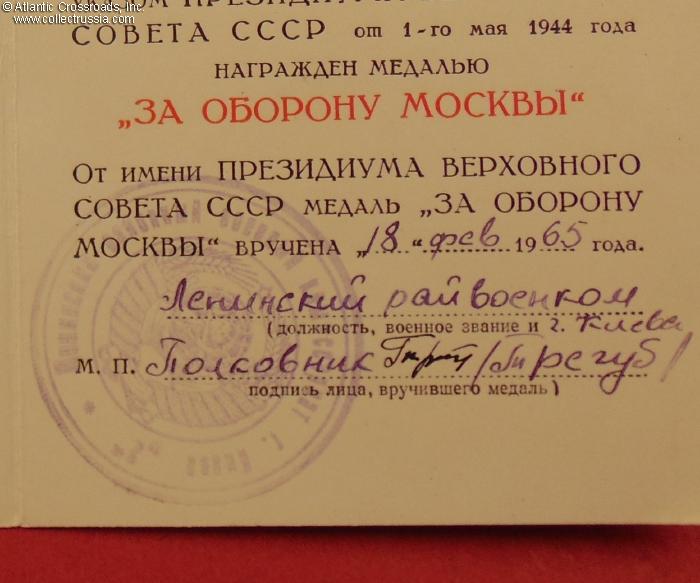 © Atlantic Crossroads, Inc.
www.collectrussia.com
СОВЕТА СССР от 1-го мая 1944 года
НАГРАЖДЕН МЕДАЛЬЮ
„ЗА ОБОРОНУ МОСКВЫ“
От имени ПРЕЗИДИУМА ВЕРХОВНОГО
СОВЕТА СССР медаль „ЗА ОБОРОНУ
МОСКВЫ“ вручена „18“ фев 1965 года.
Ленинский райвоенком
(должность, военное звание и г. Киева
М. П. Полковник /Пирегуб/
подпись лица, вручившего медаль)